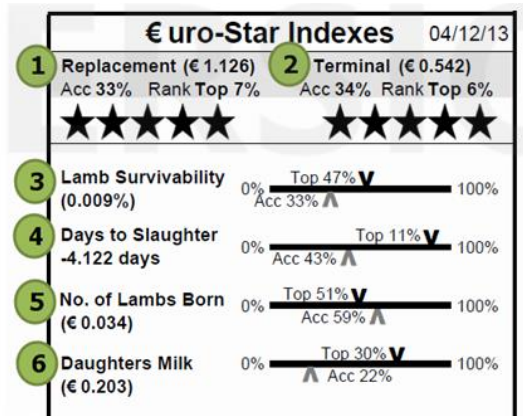 €uro-Star Indexes 04/12/13
1 Replacement (€ 1.126) 2 Terminal (€ 0.542)
Acc 33% Rank Top 7% Acc 34% Rank Top 6%
3 Lamb Survivability
(0.009%)
0% Top 47% 100%
Acc 33%
4 Days to Slaughter
-4.122 days
0% Top 11% 100%
Acc 43%
5 No. of Lambs Born
(€ 0.034)
0% Top 51% 100%
Acc 59%
6 Daughters Milk
(€ 0.203)
0% Top 30% 100%
Acc 22%